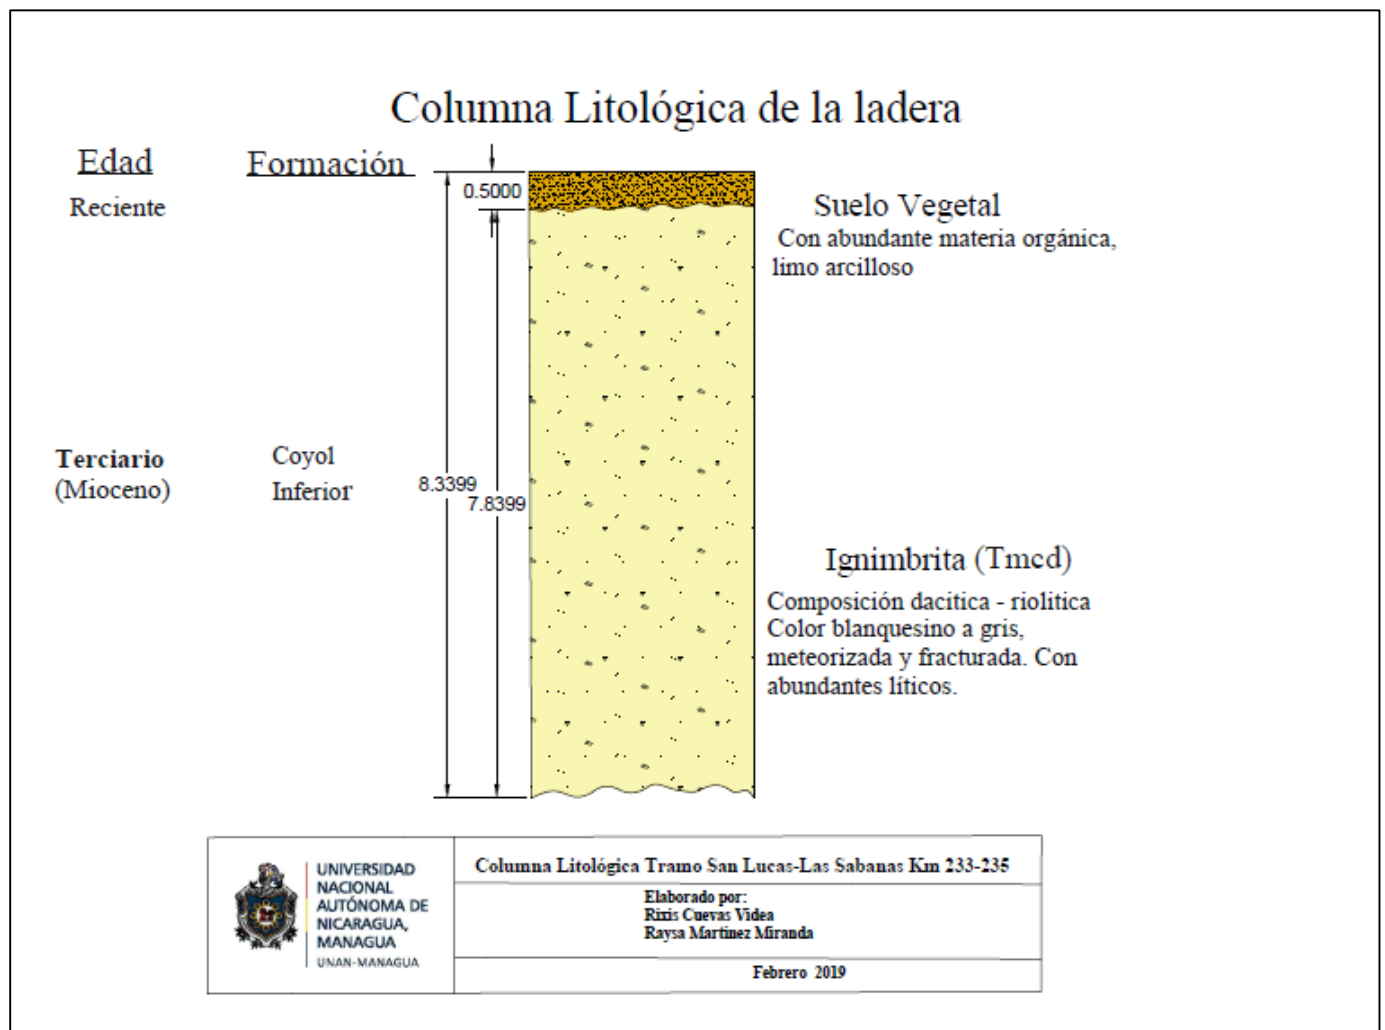 Columna Litológica de la ladera
Edad
Formación
Reciente
0.5000
Suelo Vegetal
Con abundante materia orgánica,
limo arcilloso
Terciario
(Mioceno)
Coyol
Inferior
8.3399
7.8399
Ignimbrita (Tmcd)
Composición dacitica - riolitica
Color blanquesino a gris,
meteorizada y fracturada. Con
abundantes líticos.
UNIVERSIDAD
NACIONAL
AUTÓNOMA DE
NICARAGUA,
MANAGUA
UNAN-MANAGUA
Columna Litológica Tramo San Lucas-Las Sabanas Km 233-235
Elaborado por:
Rixis Cuevas Videa
Raysa Martinez Miranda
Febrero 2019